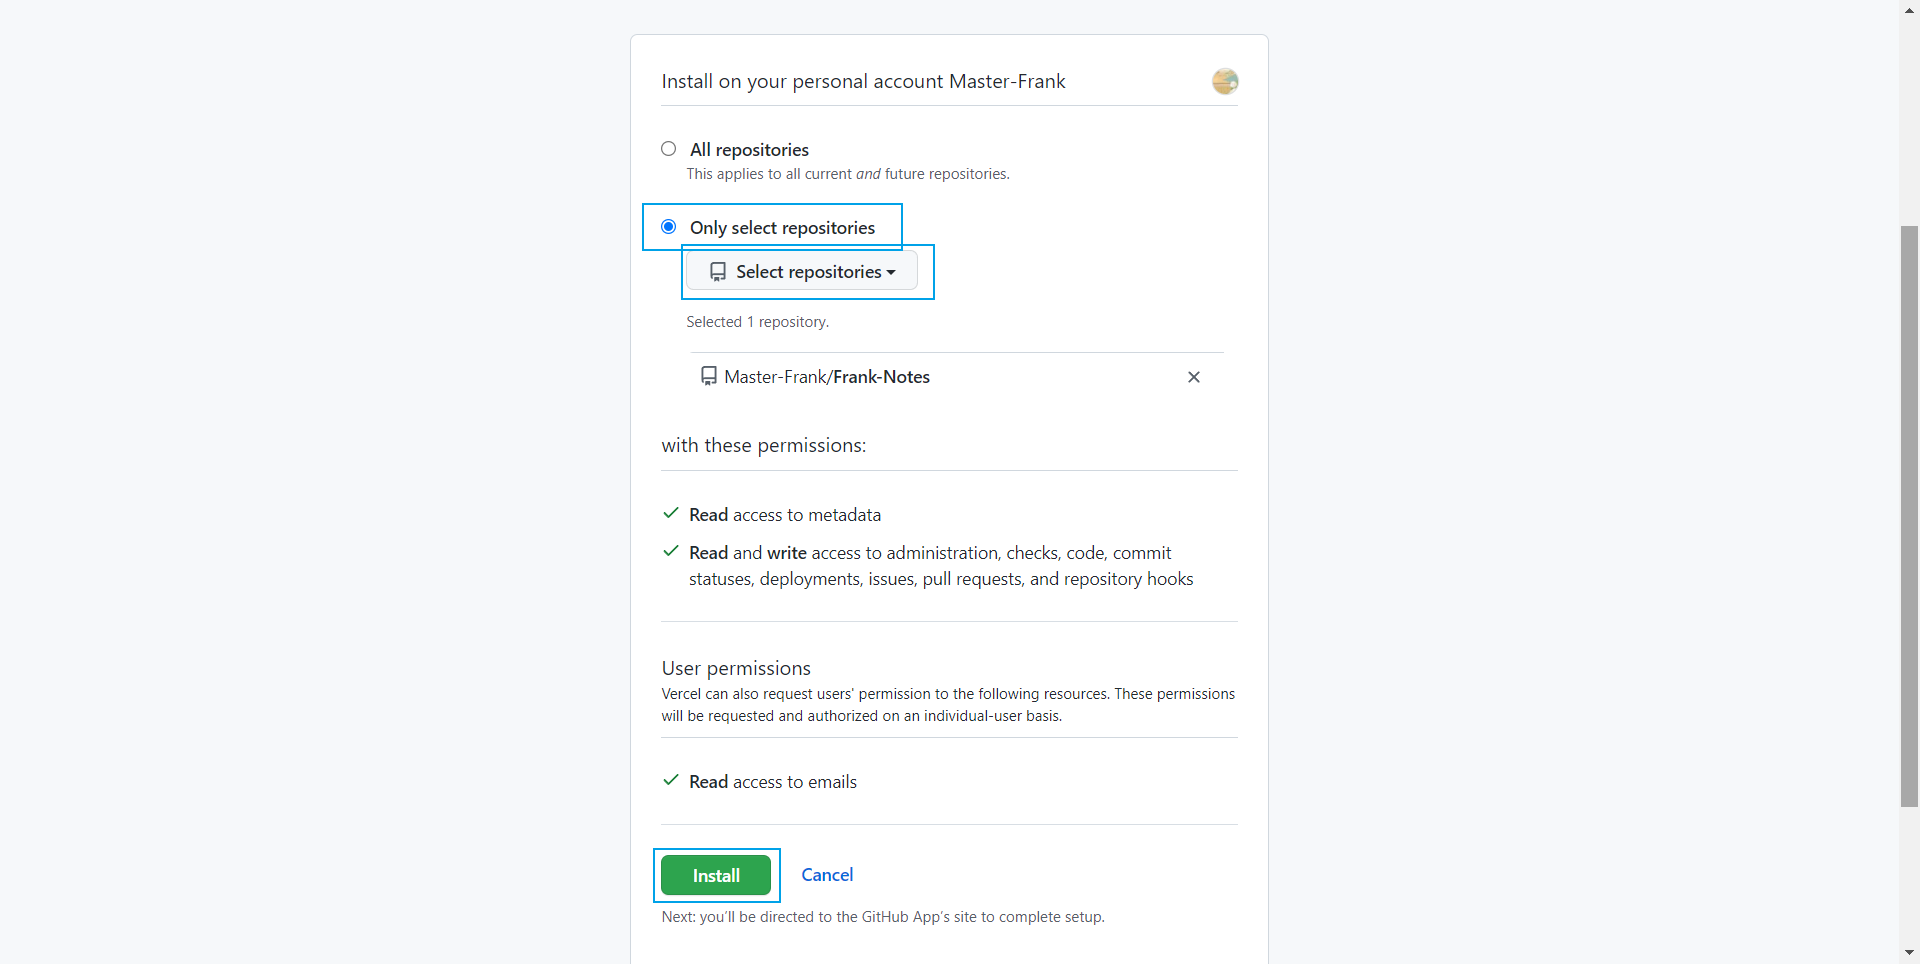 Install on your personal account Master-Frank
All repositories
This applies to all current and future repositories.
Only select repositories
Select repositories
Selected 1 repository.
Master-Frank/Frank-Notes
with these permissions:
Read access to metadata
Read and write access to administration, checks, code, commit
statuses, deployments, issues, pull requests, and repository hooks
User permissions
Vercel can also request users' permission to the following resources. These permissions
will be requested and authorized on an individual-user basis.
Read access to emails
Install Cancel
Next: you'll be directed to the GitHub App's site to complete setup.